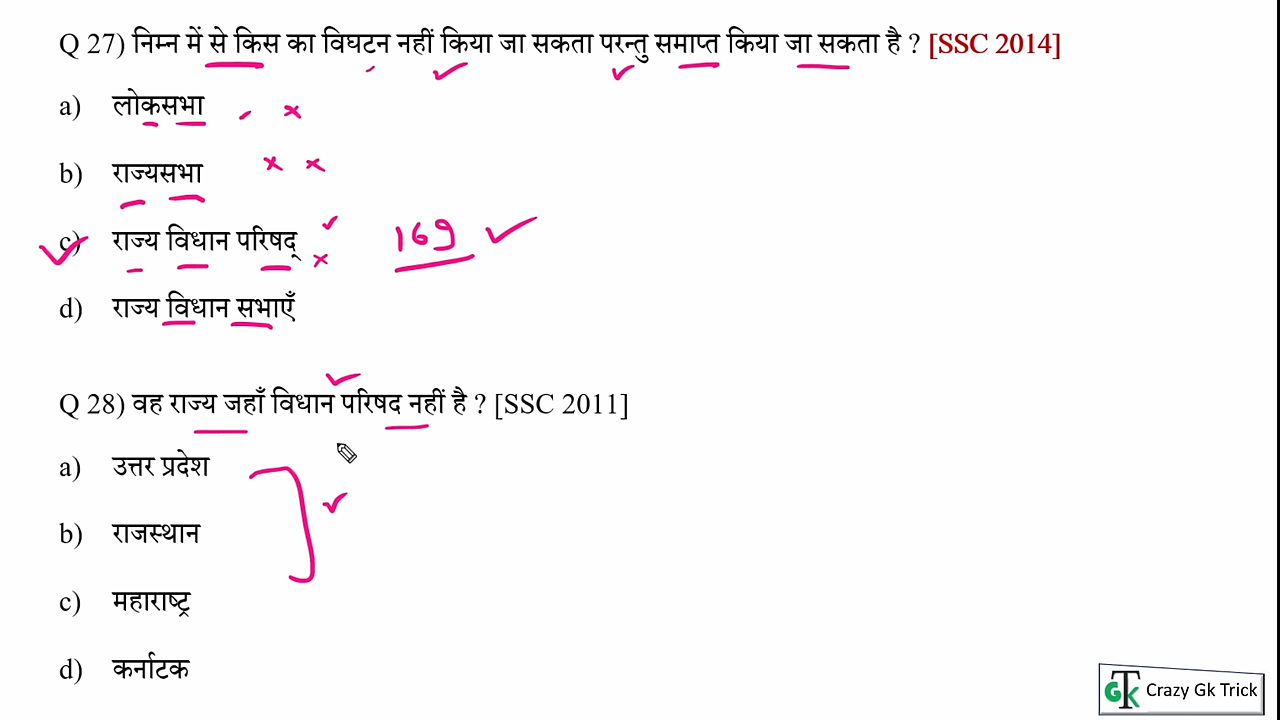 Q 27) निम्न में से किस का विघटन नहीं किया जा सकता परन्तु समाप्त किया जा सकता है ? [SSC 2014]
a) लोकसभा
b) राज्यसभा
c) राज्य विधान परिषद् 169
d) राज्य विधान सभाएँ
Q 28) वह राज्य जहाँ विधान परिषद नहीं है ? [SSC 2011]
a) उत्तर प्रदेश
b) राजस्थान
c) महाराष्ट्र
d) कर्नाटक
GTk Crazy Gk Trick